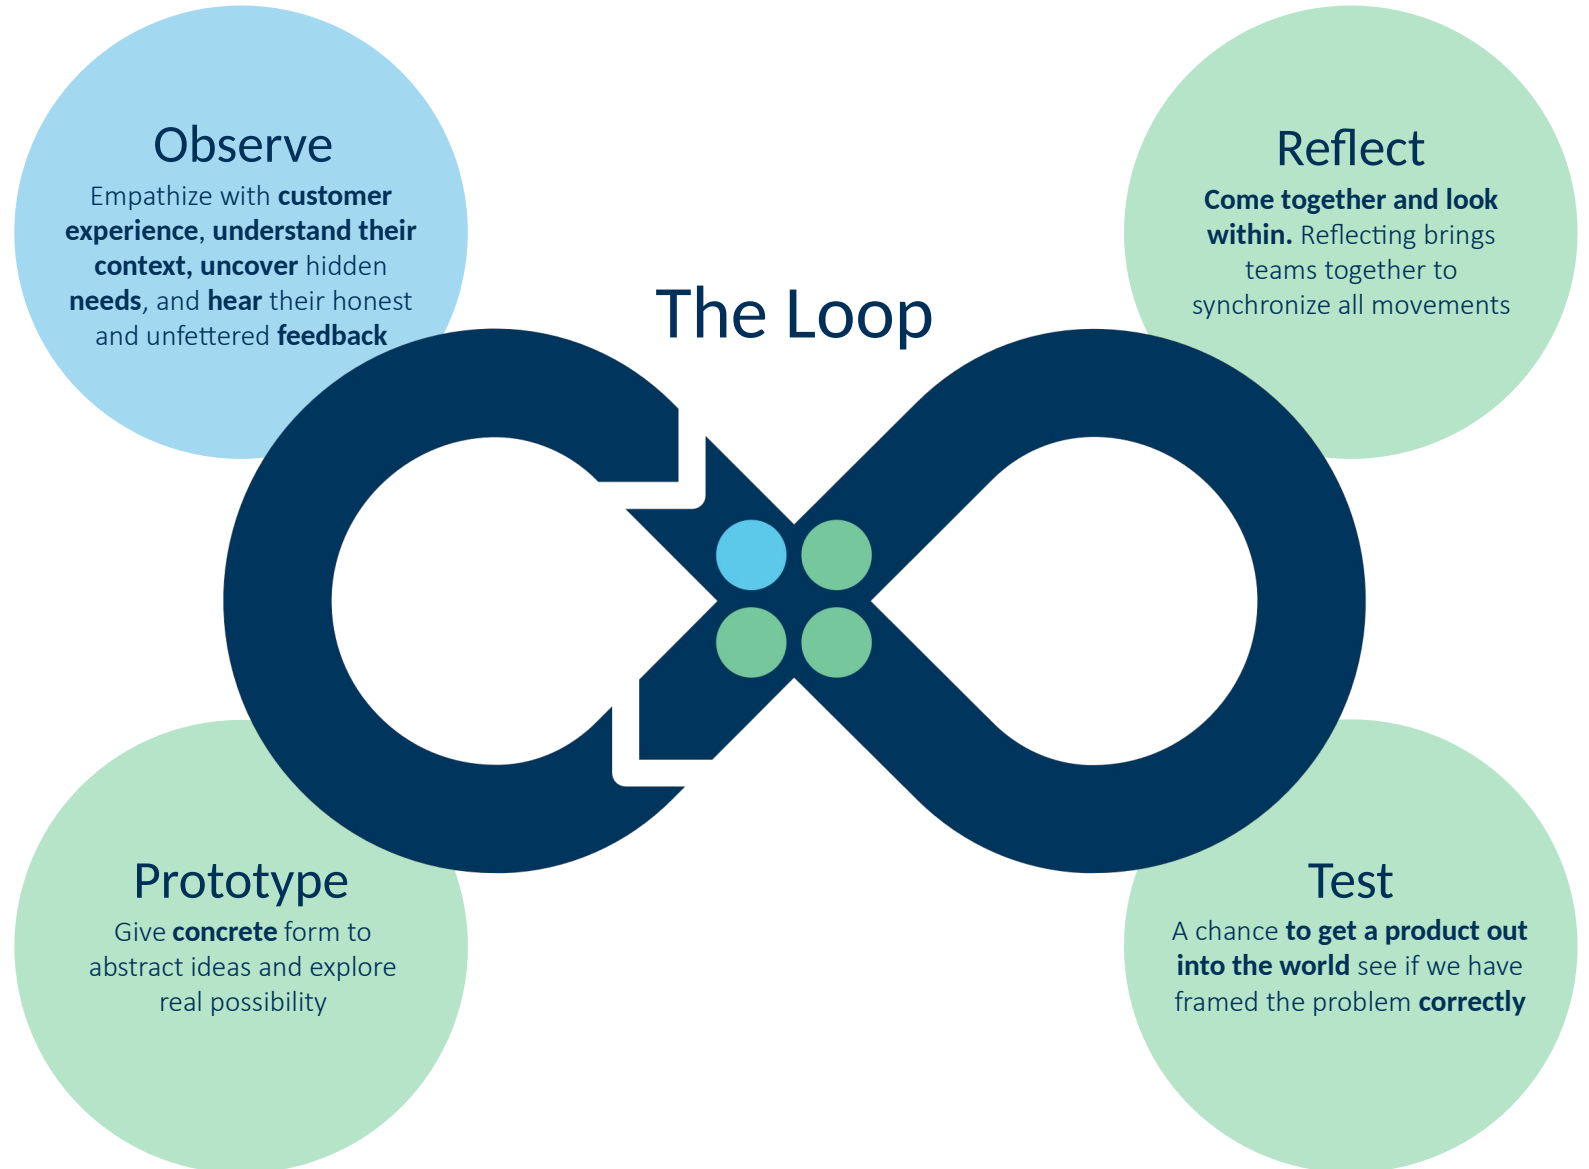 Observe
Empathize with customer
experience, understand their
context, uncover hidden
needs, and hear their honest
and unfettered feedback
Reflect
Come together and look
within. Reflecting brings
teams together to
synchronize all movements
The Loop
Prototype
Give concrete form to
abstract ideas and explore
real possibility
Test
A chance to get a product out
into the world see if we have
framed the problem correctly